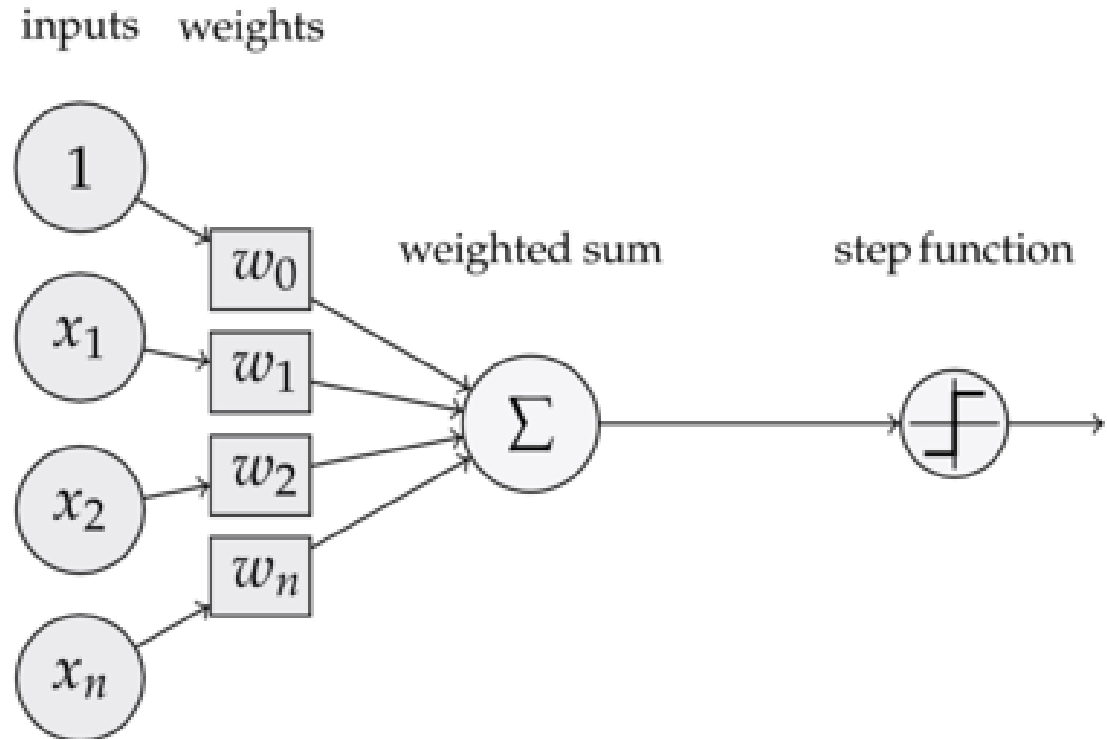 inputs weights
1
w₀
weighted sum
step function
x₁
w₁
Σ
w₂
x₂
wₙ
xₙ